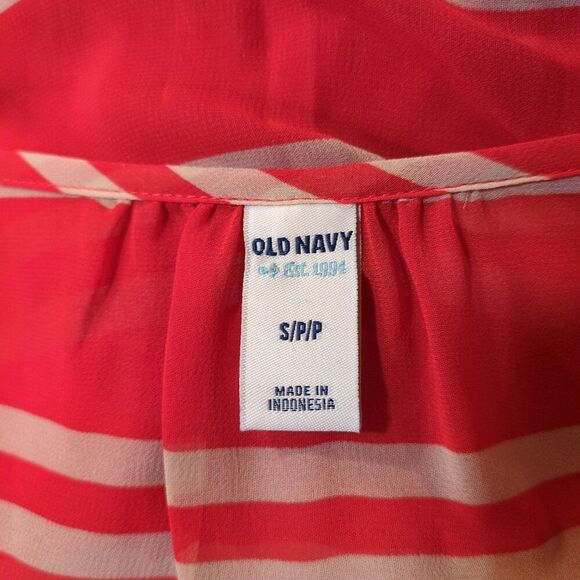 OLD NAVY
Est. 1994
S/P/P
MADE IN
INDONESIA